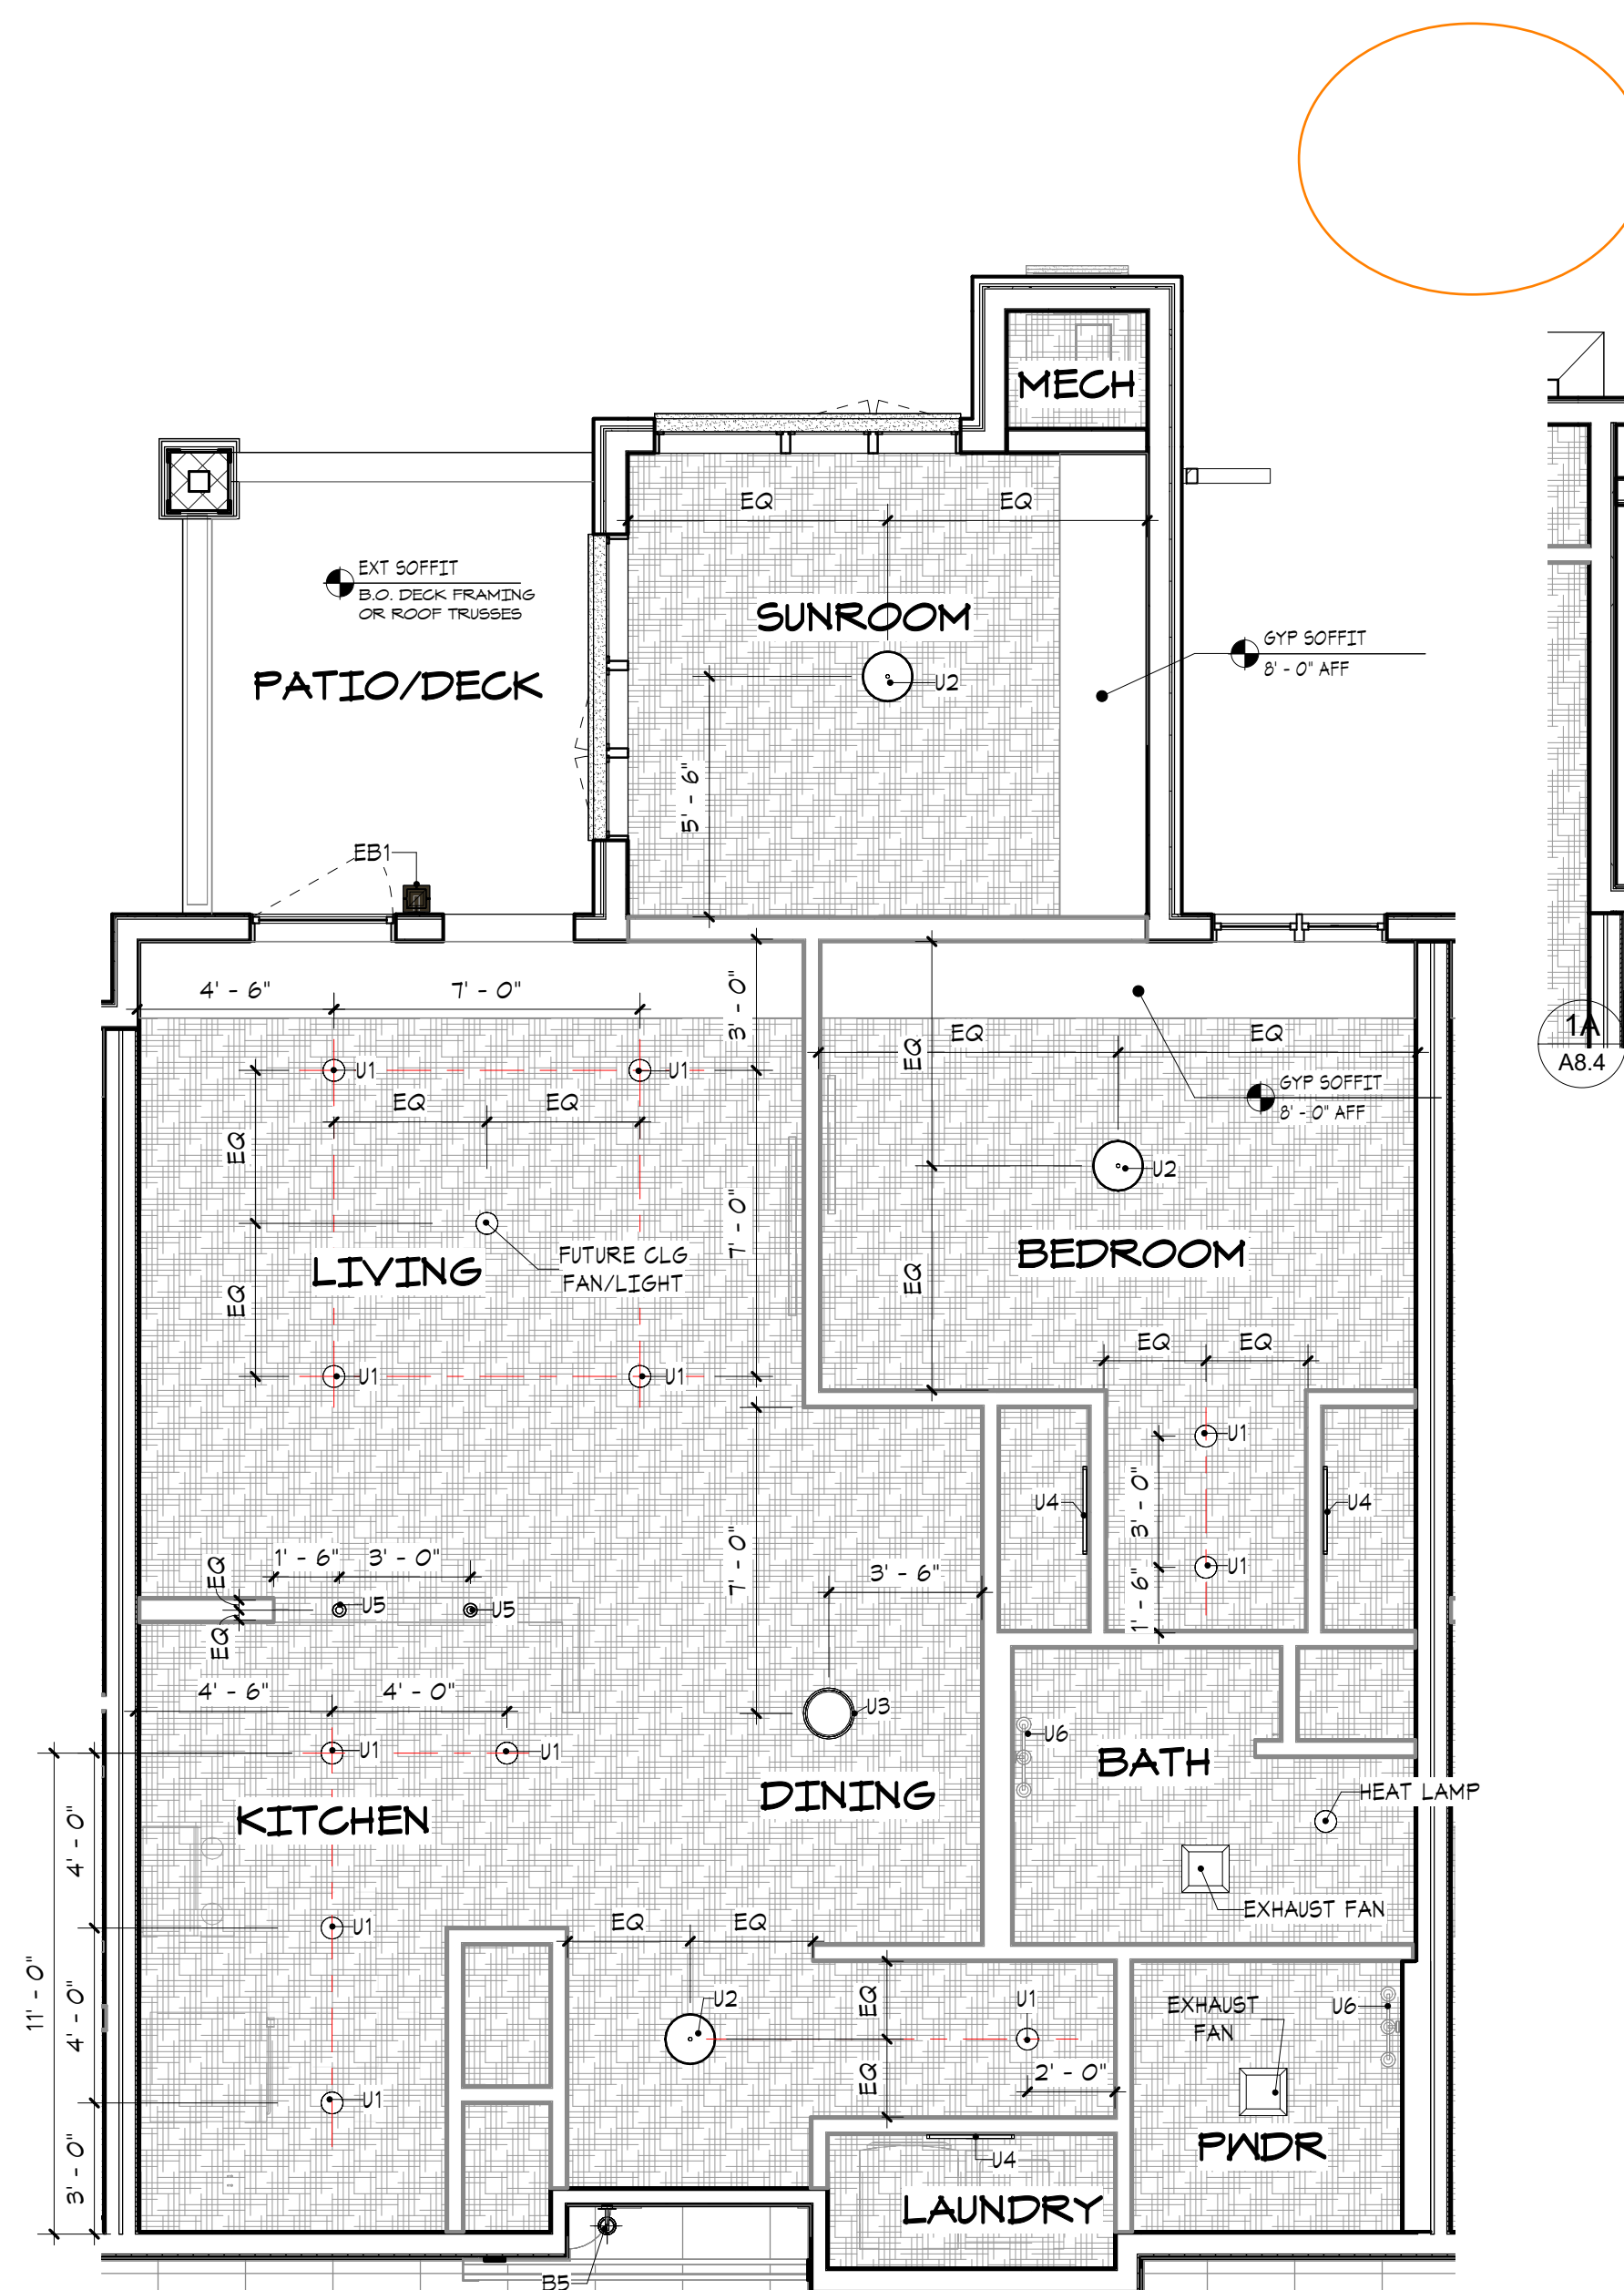 MECH
EQ
EQ
EXT SOFFIT
B.O. DECK FRAMING
OR ROOF TRUSSES
SUNROOM
GYP SOFFIT
8' - 0" AFF
PATIO/DECK
U2
5' - 6"
EB1
4' - 6"
7' - 0"
3' - 0"
EQ
EQ
EQ
1A
A8.4
U1
U1
GYP SOFFIT
8' - 0" AFF
EQ
EQ
EQ
U2
7' - 0"
LIVING
FUTURE CLG
FAN/LIGHT
BEDROOM
EQ
EQ
EQ
EQ
U1
U1
U1
U4
U4
3' - 0"
EQ
1' - 6"
3' - 0"
7' - 0"
3' - 6"
U1
1' - 6"
U5
U5
EQ
4' - 6"
4' - 0"
U3
U6
U1
U1
BATH
DINING
HEAT LAMP
KITCHEN
4' - 0"
EXHAUST FAN
U1
EQ
EQ
11' - 0"
4' - 0"
U2
EQ
U1
EXHAUST
FAN
U6
EQ
2' - 0"
U1
3' - 0"
PWDR
U4
LAUNDRY
B5